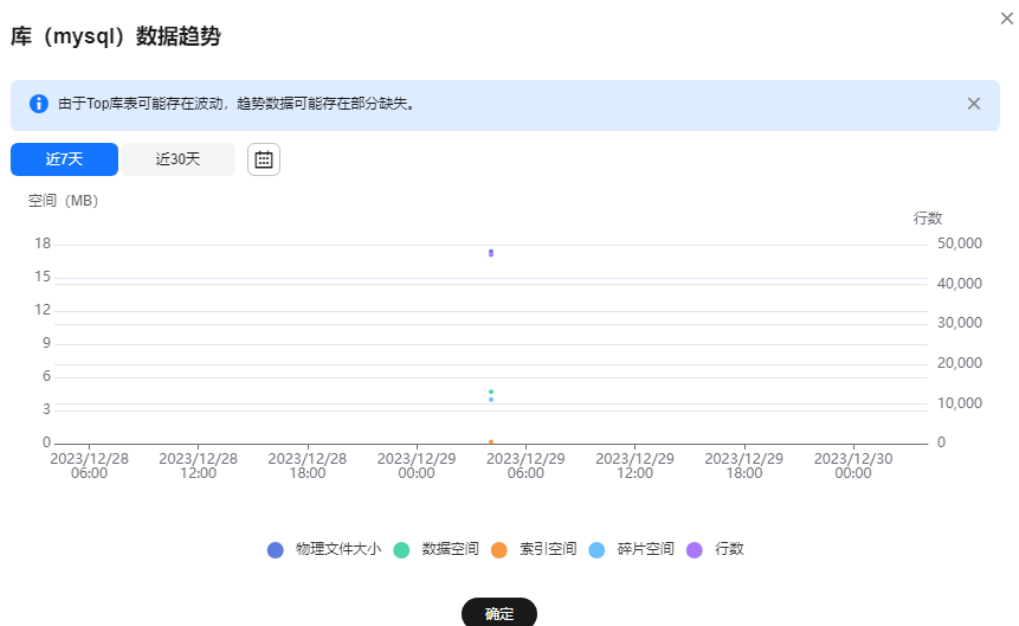 库（mysql）数据趋势
由于Top库表可能存在波动，趋势数据可能存在部分缺失。
近7天 近30天
空间（MB）
行数
18 50,000
15
40,000
12
30,000
9
20,000
6
10,000
3
0 0
2023/12/28 06:00
2023/12/28 12:00
2023/12/28 18:00
2023/12/29 00:00
2023/12/29 06:00
2023/12/29 12:00
2023/12/29 18:00
2023/12/30 00:00
物理文件大小 数据空间 索引空间 碎片空间 行数
确定